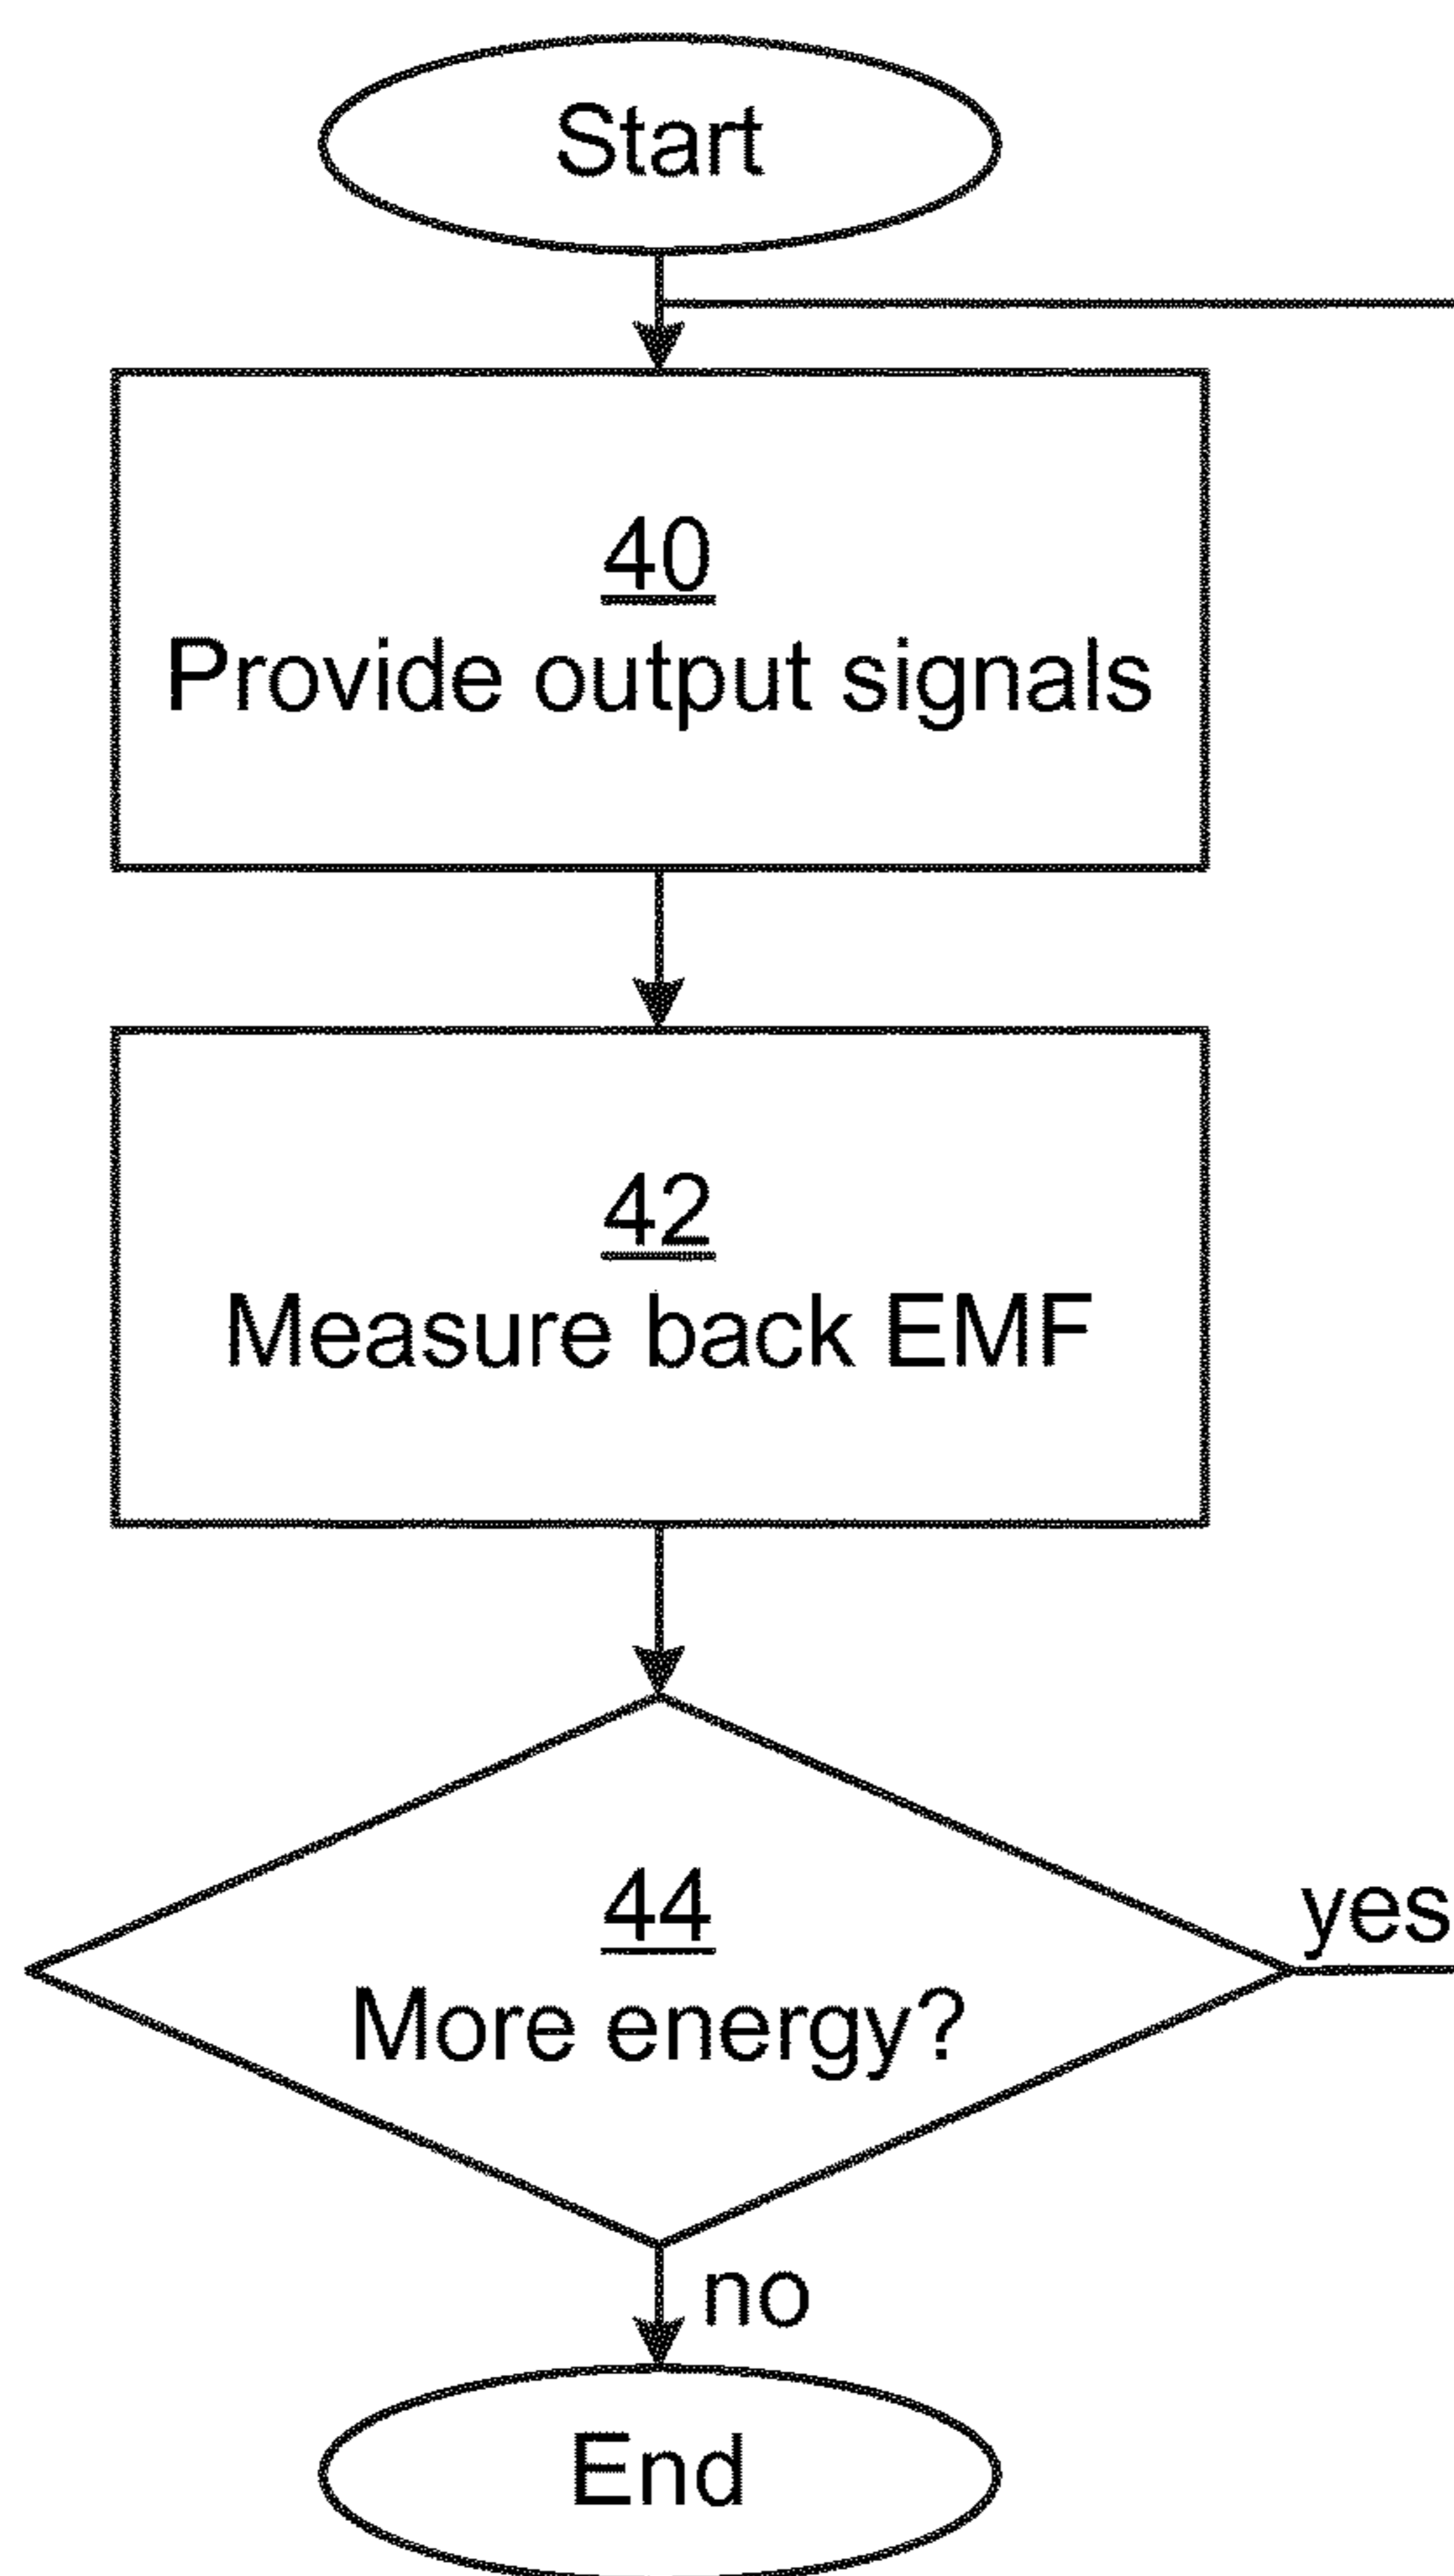 Start
40
Provide output signals
42
Measure back EMF
44
More energy?
yes
no
End